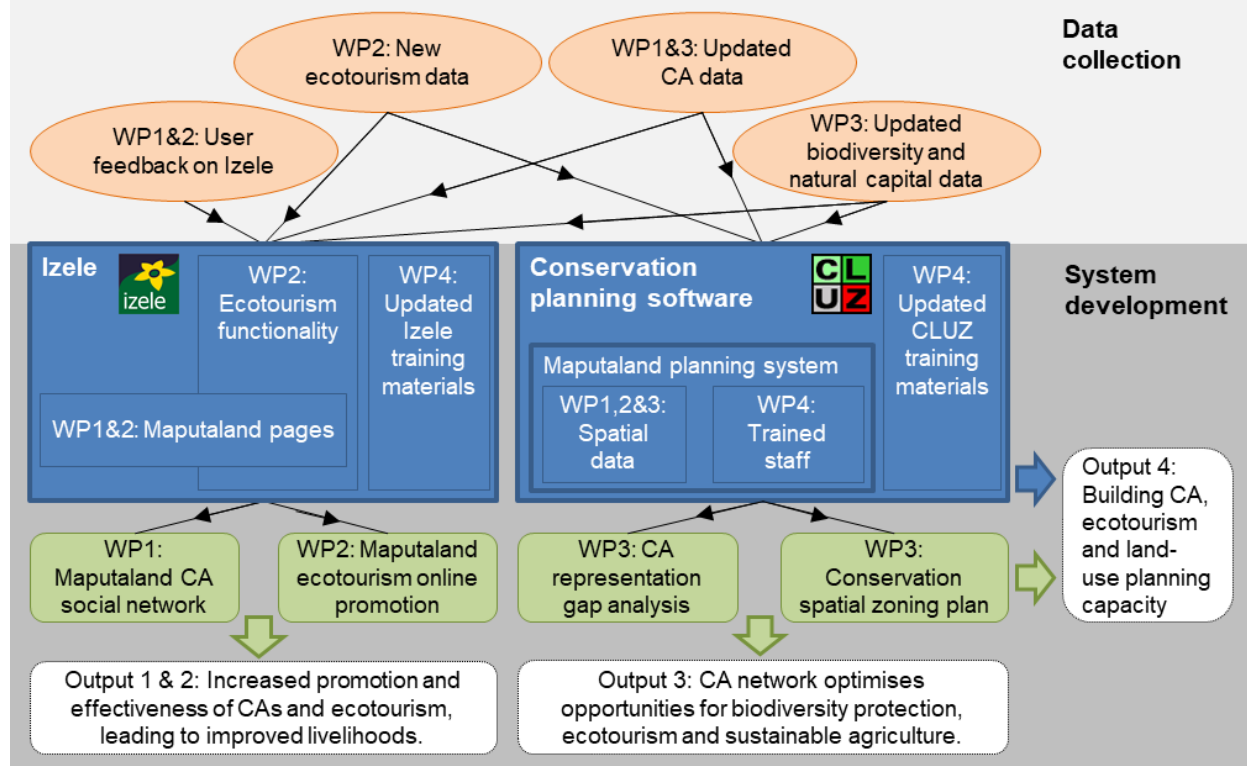 Data
collection
WP2: New
ecotourism data
WP1&3: Updated
CA data
WP1&2: User
feedback on Izele
WP3: Updated
biodiversity and
natural capital data
Izele
izele
WP2:
Ecotourism
functionality
WP4:
Updated
Izele
training
materials
WP1&2: Maputaland pages
Conservation
planning software
C L
U Z
WP4:
Updated
CLUZ
training
materials
Maputaland planning system
WP1,2&3:
Spatial
data
WP4:
Trained
staff
System
development
WP1:
Maputaland CA
social network
WP2: Maputaland
ecotourism online
promotion
WP3: CA
representation
gap analysis
WP3:
Conservation
spatial zoning plan
Output 4:
Building CA,
ecotourism
and land-
use planning
capacity
Output 1 & 2: Increased promotion and
effectiveness of CAs and ecotourism,
leading to improved livelihoods.
Output 3: CA network optimises
opportunities for biodiversity protection,
ecotourism and sustainable agriculture.